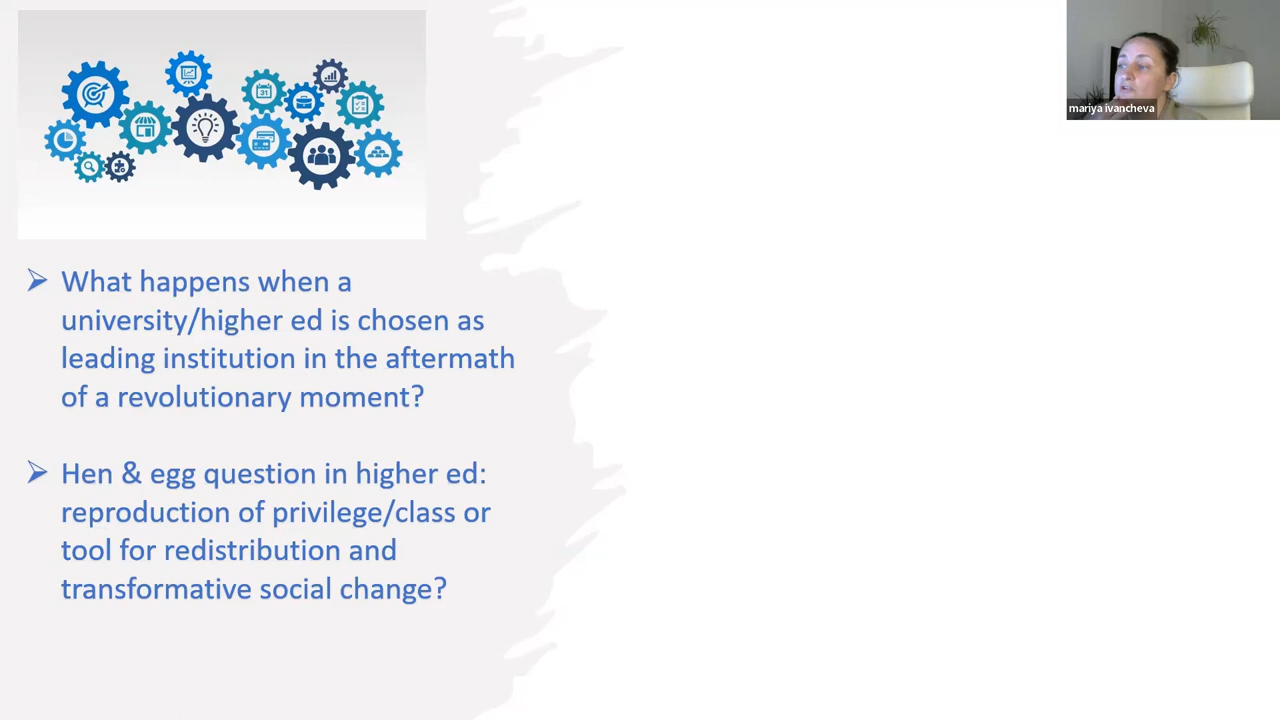 mariya ivancheva
31
What happens when a
university/higher ed is chosen as
leading institution in the aftermath
of a revolutionary moment?
Hen & egg question in higher ed:
reproduction of privilege/class or
tool for redistribution and
transformative social change?